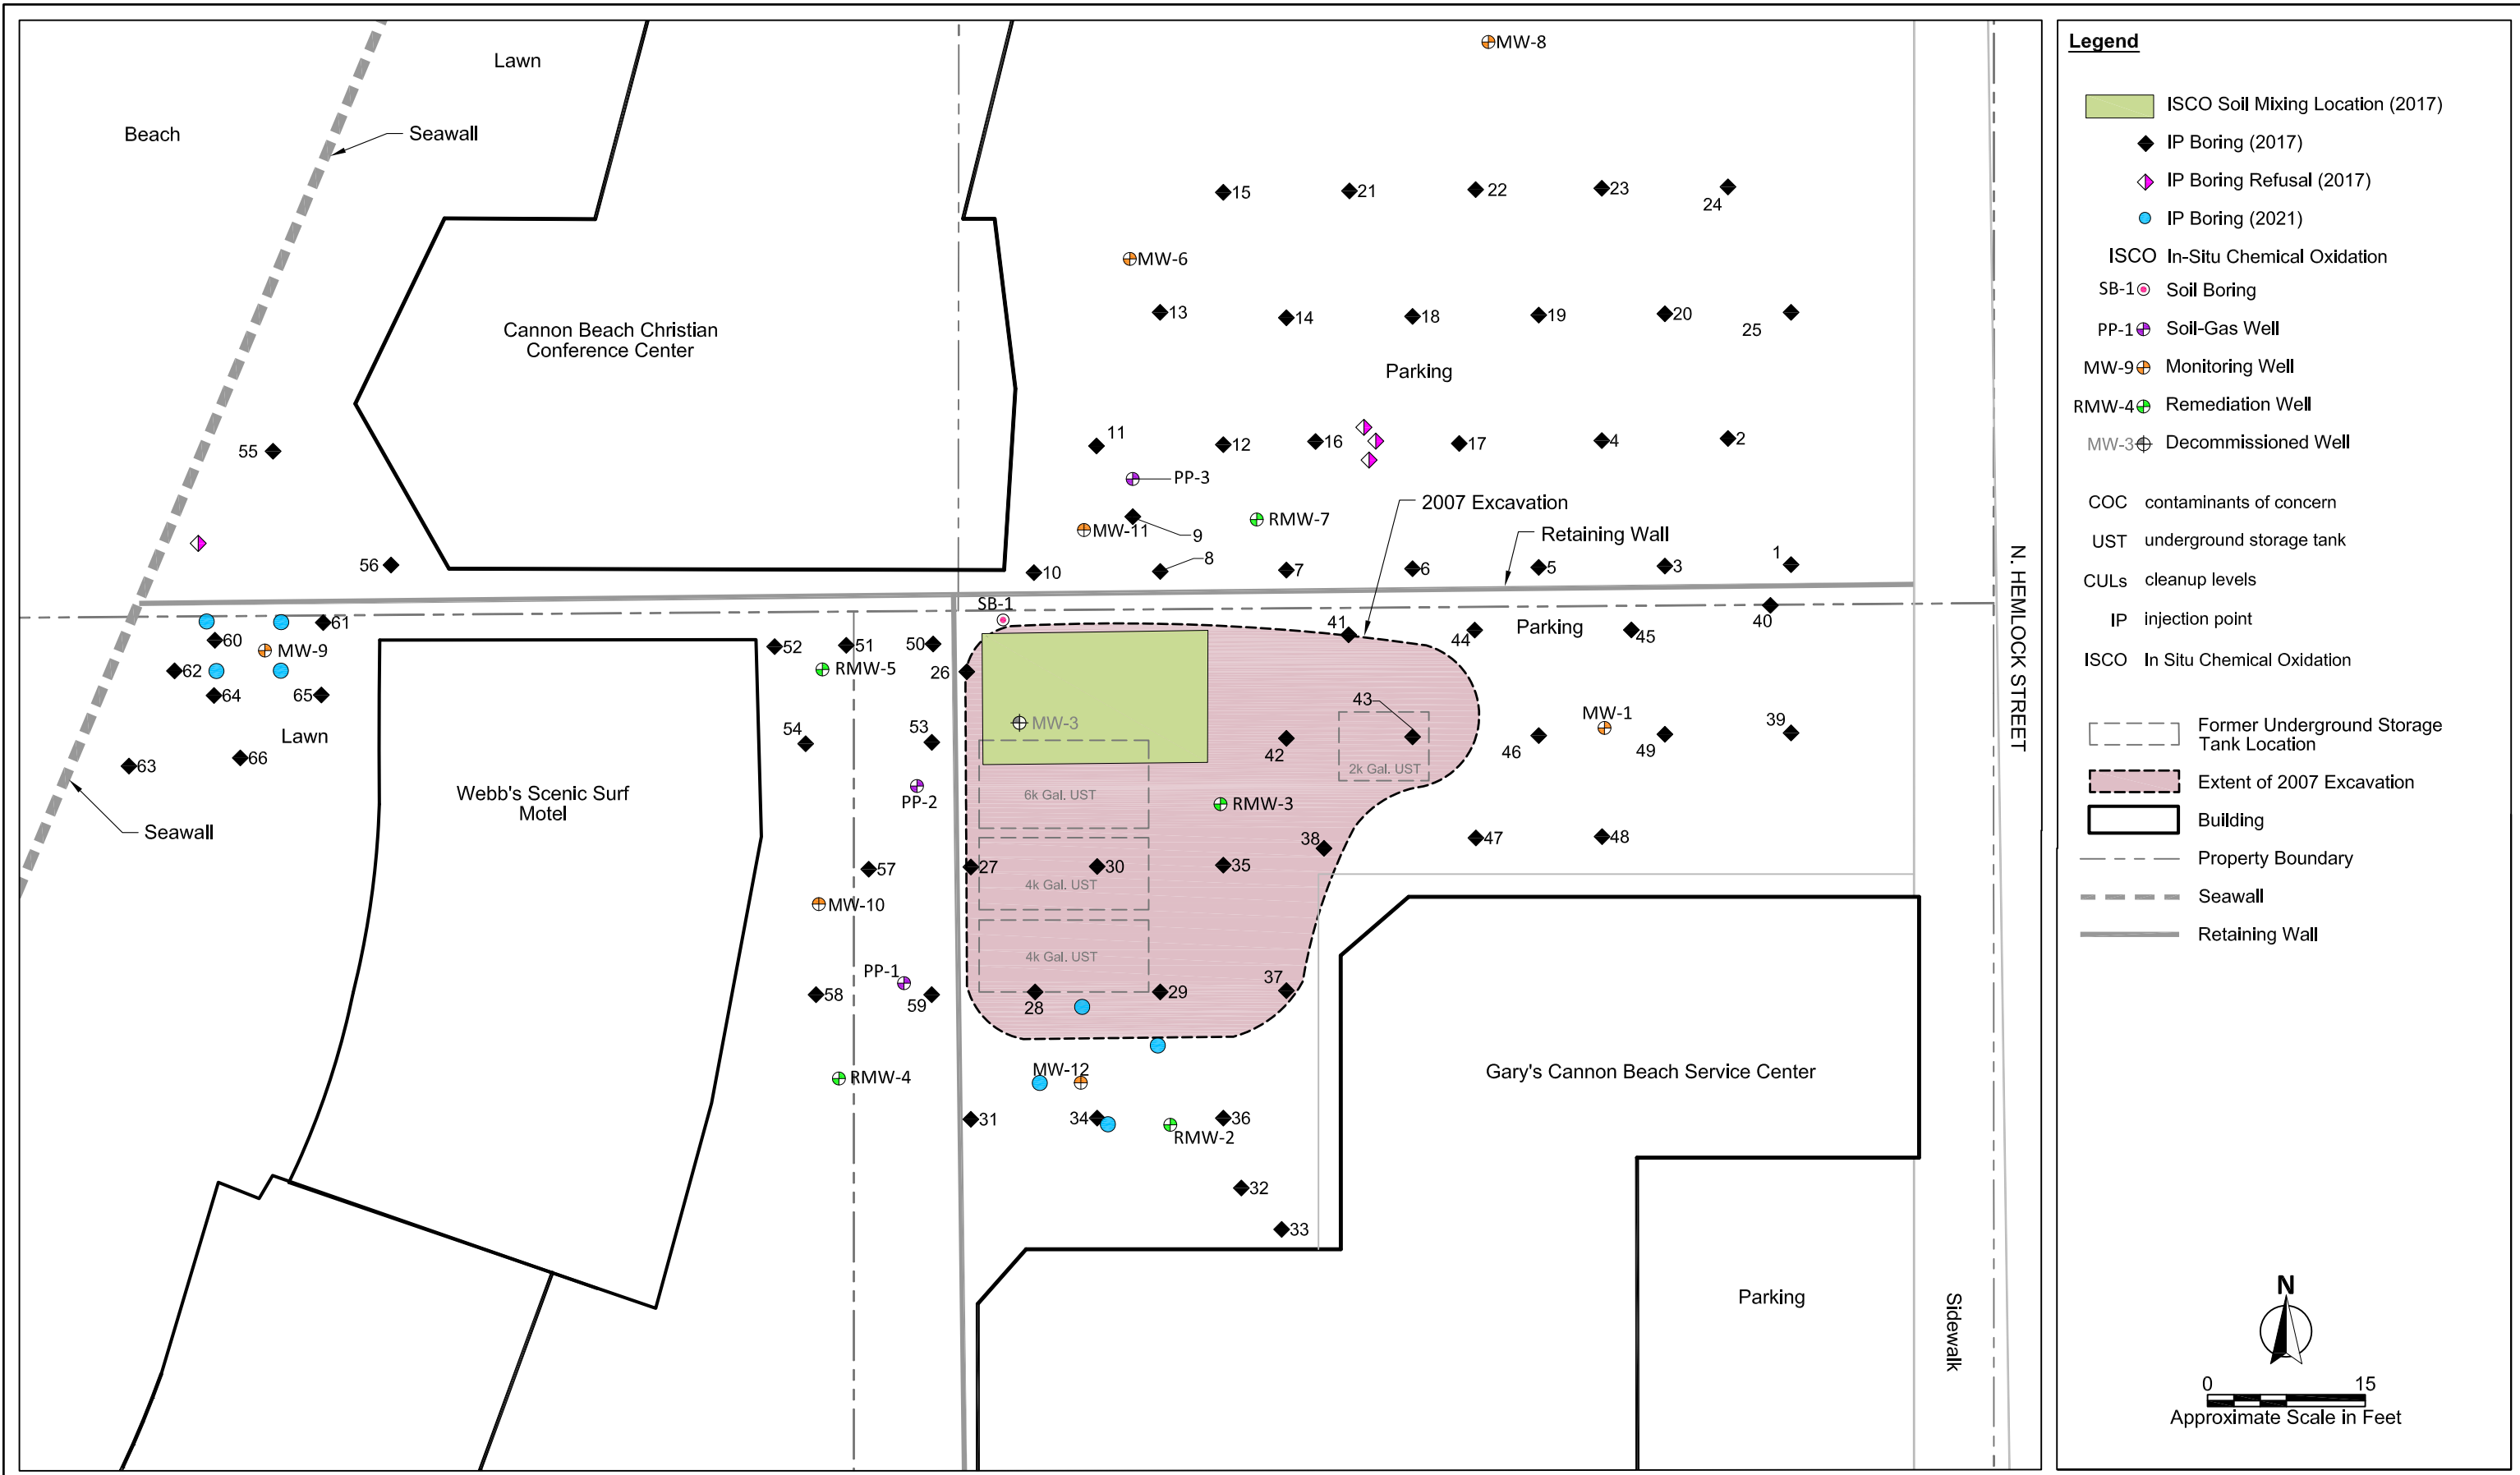 Lawn
Beach
Seawall
Cannon Beach Christian
Conference Center
MW-8
15
21
22
23
24
MW-6
13
14
18
19
20
25
Parking
11
12
16
17
4
2
PP-3
RMW-7
2007 Excavation
MW-11
9
Retaining Wall
8
10
7
6
5
3
1
55
56
SB-1
41
44
Parking
45
40
60
61
MW-9
62
64
65
Lawn
63
66
Seawall
52
51
50
RMW-5
26
54
53
MW-3
43
42
2k Gal. UST
46
MW-1
49
39
Webb's Scenic Surf
Motel
PP-2
6k Gal. UST
RMW-3
38
47
48
57
27
30
35
4k Gal. UST
MW-10
4k Gal. UST
PP-1
58
59
28
29
37
MW-12
RMW-4
31
34
36
RMW-2
32
33
Gary's Cannon Beach Service Center
Parking
Sidewalk
N. HEMLOCK STREET
Legend
ISCO Soil Mixing Location (2017)
IP Boring (2017)
IP Boring Refusal (2017)
IP Boring (2021)
ISCO In-Situ Chemical Oxidation
SB-1 Soil Boring
PP-1 Soil-Gas Well
MW-9 Monitoring Well
RMW-4 Remediation Well
MW-3 Decommissioned Well
COC contaminants of concern
UST underground storage tank
CULs cleanup levels
IP injection point
ISCO In Situ Chemical Oxidation
Former Underground Storage
Tank Location
Extent of 2007 Excavation
Building
Property Boundary
Seawall
Retaining Wall
N
0 15
Approximate Scale in Feet